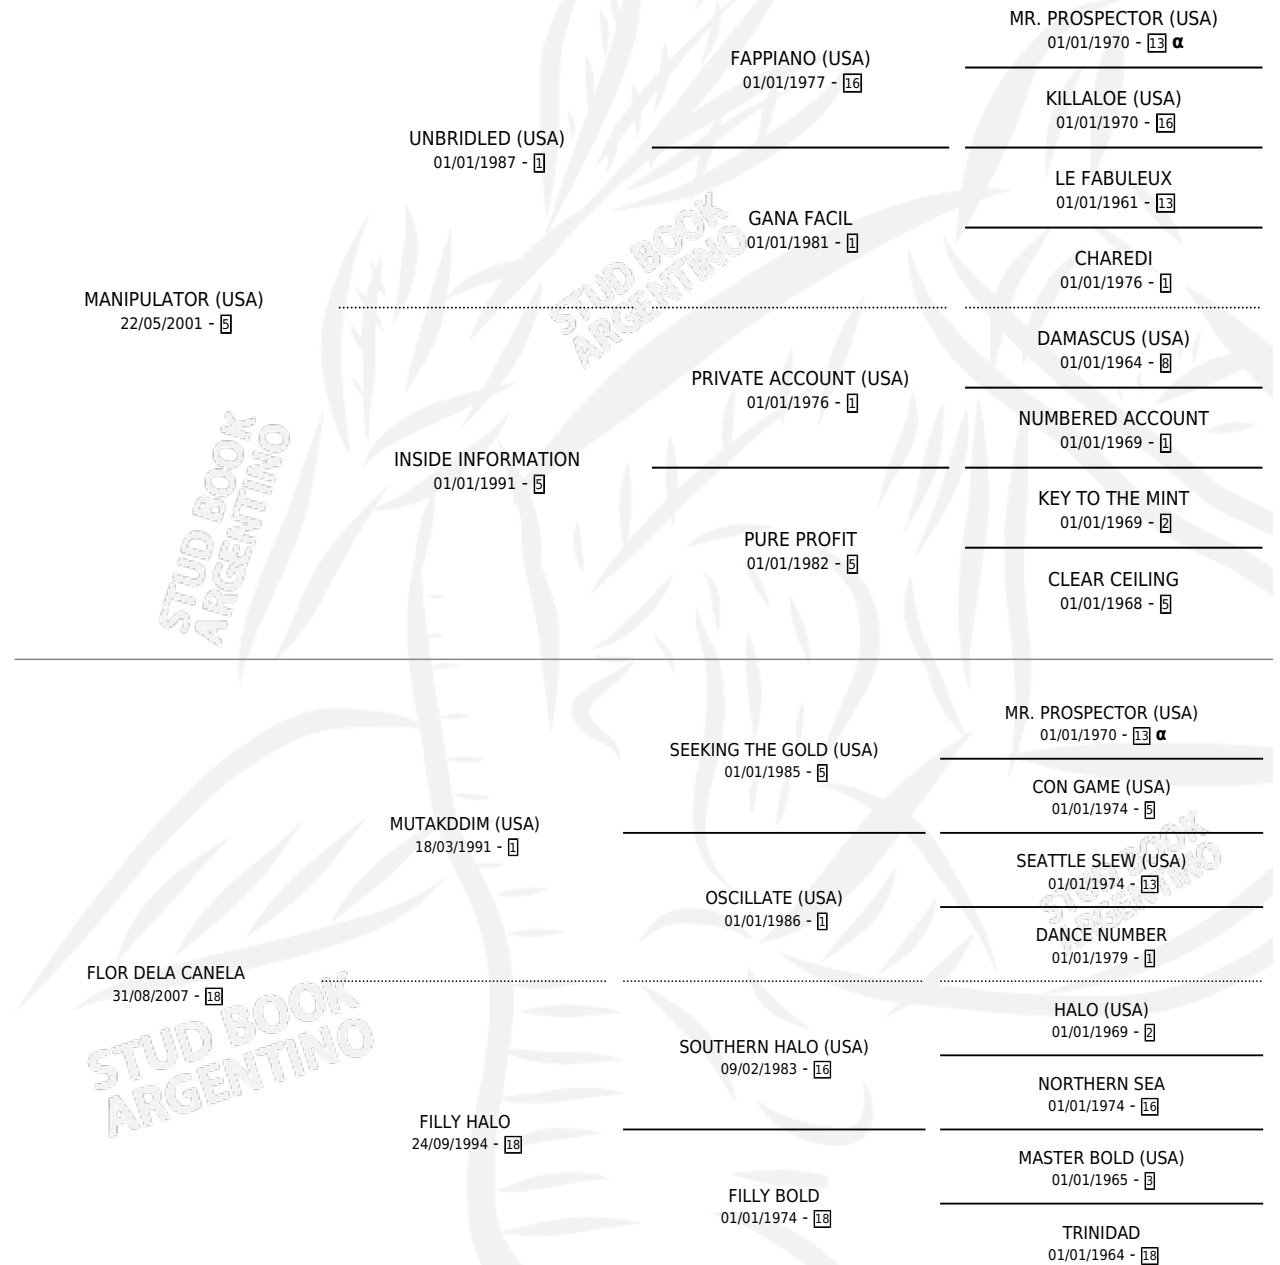 MR. PROSPECTOR (USA)
01/01/1970 - 13 α
FAPPIANO (USA)
01/01/1977 - 16
KILLALOE (USA)
01/01/1970 - 16
UNBRIDLED (USA)
01/01/1987 - 1
LE FABULEUX
01/01/1961 - 13
GANA FACIL
01/01/1981 - 1
CHAREDI
01/01/1976 - 1
MANIPULATOR (USA)
22/05/2001 - 5
DAMASCUS (USA)
01/01/1964 - 8
PRIVATE ACCOUNT (USA)
01/01/1976 - 1
NUMBERED ACCOUNT
01/01/1969 - 1
INSIDE INFORMATION
01/01/1991 - 5
KEY TO THE MINT
01/01/1969 - 2
PURE PROFIT
01/01/1982 - 5
CLEAR CEILING
01/01/1968 - 5
MR. PROSPECTOR (USA)
01/01/1970 - 13 α
SEEKING THE GOLD (USA)
01/01/1985 - 5
CON GAME (USA)
01/01/1974 - 5
MUTAKDDIM (USA)
18/03/1991 - 1
SEATTLE SLEW (USA)
01/01/1974 - 13
OSCILLATE (USA)
01/01/1986 - 1
DANCE NUMBER
01/01/1979 - 1
FLOR DELA CANELA
31/08/2007 - 18
HALO (USA)
01/01/1969 - 2
SOUTHERN HALO (USA)
09/02/1983 - 16
NORTHERN SEA
01/01/1974 - 16
FILLY HALO
24/09/1994 - 18
MASTER BOLD (USA)
01/01/1965 - 3
FILLY BOLD
01/01/1974 - 18
TRINIDAD
01/01/1964 - 18
STUD BOOK
ARGENTINO
STUD BOOK
ARGENTINO
STUD BOOK
ARGENTINO
STUD BOOK
ARGENTINO